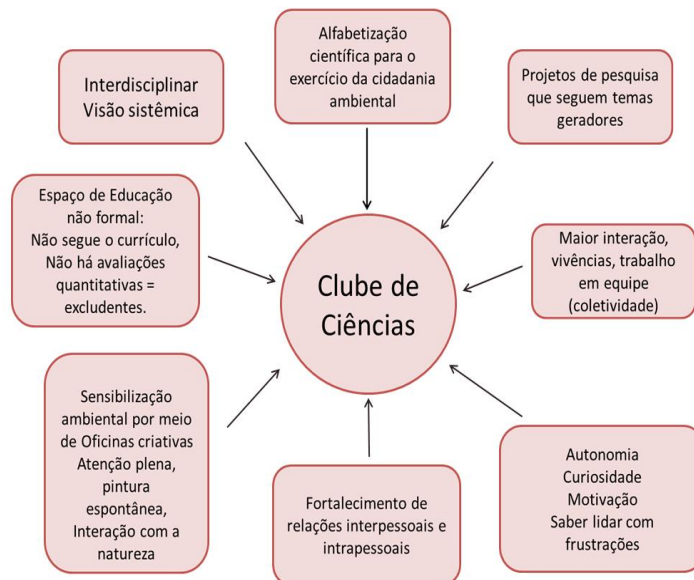 Alfabetização
científica para o
exercício da cidadania
ambiental
Interdisciplinar
Visão sistêmica
Projetos de pesquisa
que seguem temas
geradores
Espaço de Educação
não formal:
Não segue o currículo,
Não há avaliações
quantitativas =
excludentes.
Clube de
Ciências
Maior interação,
vivências, trabalho
em equipe
(coletividade)
Sensibilização
ambiental por meio
de Oficinas criativas
Atenção plena,
pintura
espontânea,
Interação com a
natureza
Fortalecimento de
relações interpessoais e
intrapessoais
Autonomia
Curiosidade
Motivação
Saber lidar com
frustrações